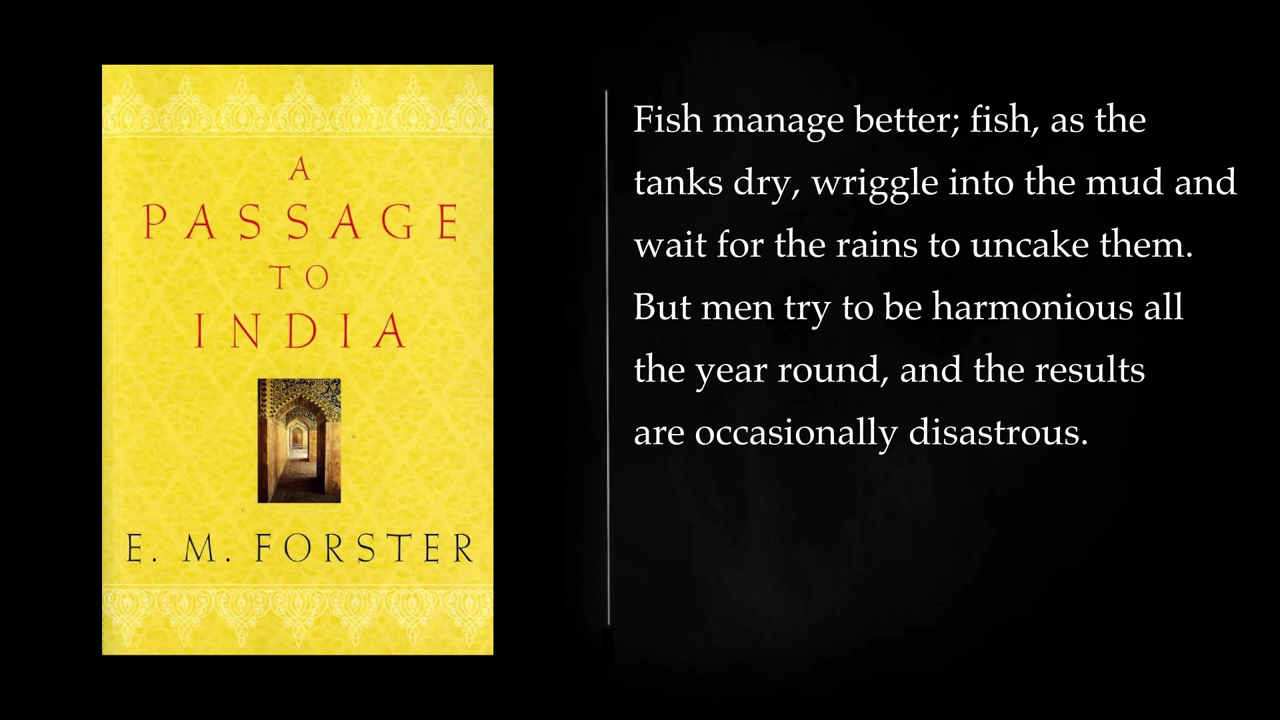 A
PASSAGE
TO
INDIA
E. M. FORSTER
Fish manage better; fish, as the
tanks dry, wriggle into the mud and
wait for the rains to uncake them.
But men try to be harmonious all
the year round, and the results
are occasionally disastrous.